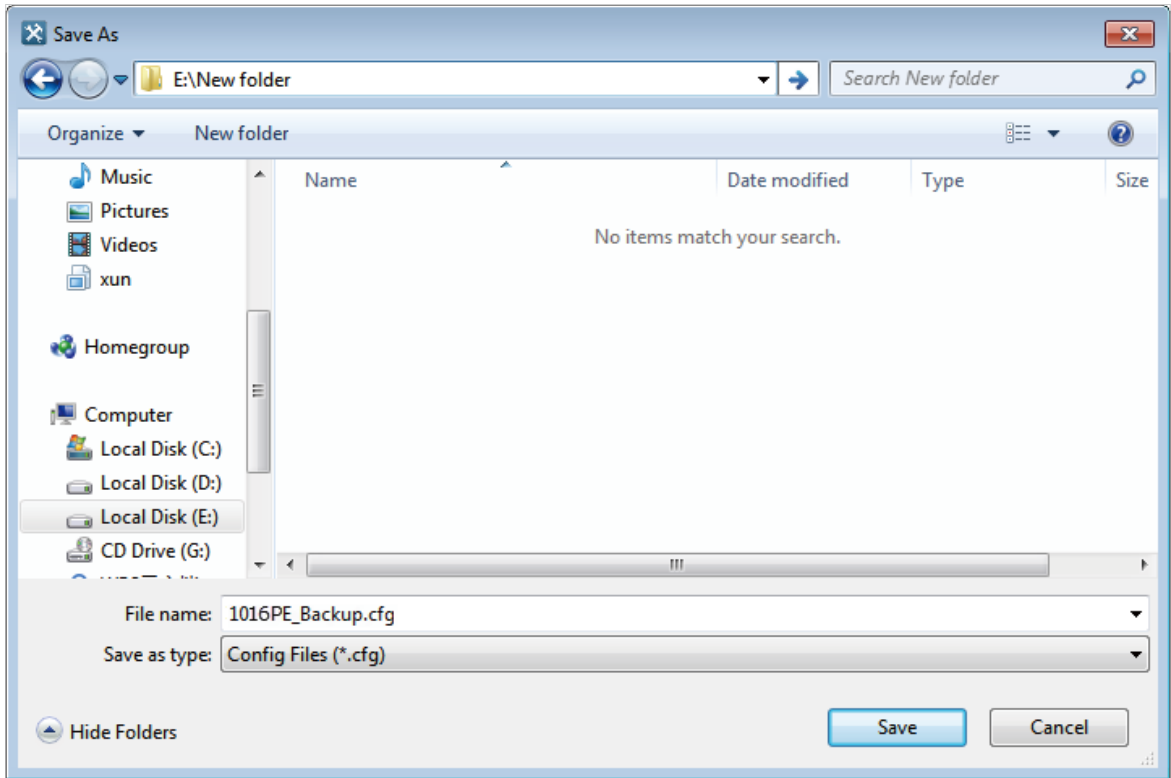 Save As
E:\New folder
Search New folder
Organize New folder
Name Date modified Type Size
No items match your search.
Music
Pictures
Videos
xun
Homegroup
Computer
Local Disk (C:)
Local Disk (D:)
Local Disk (E:)
CD Drive (G:)
File name: 1016PE_Backup.cfg
Save as type: Config Files (*.cfg)
Hide Folders Save Cancel